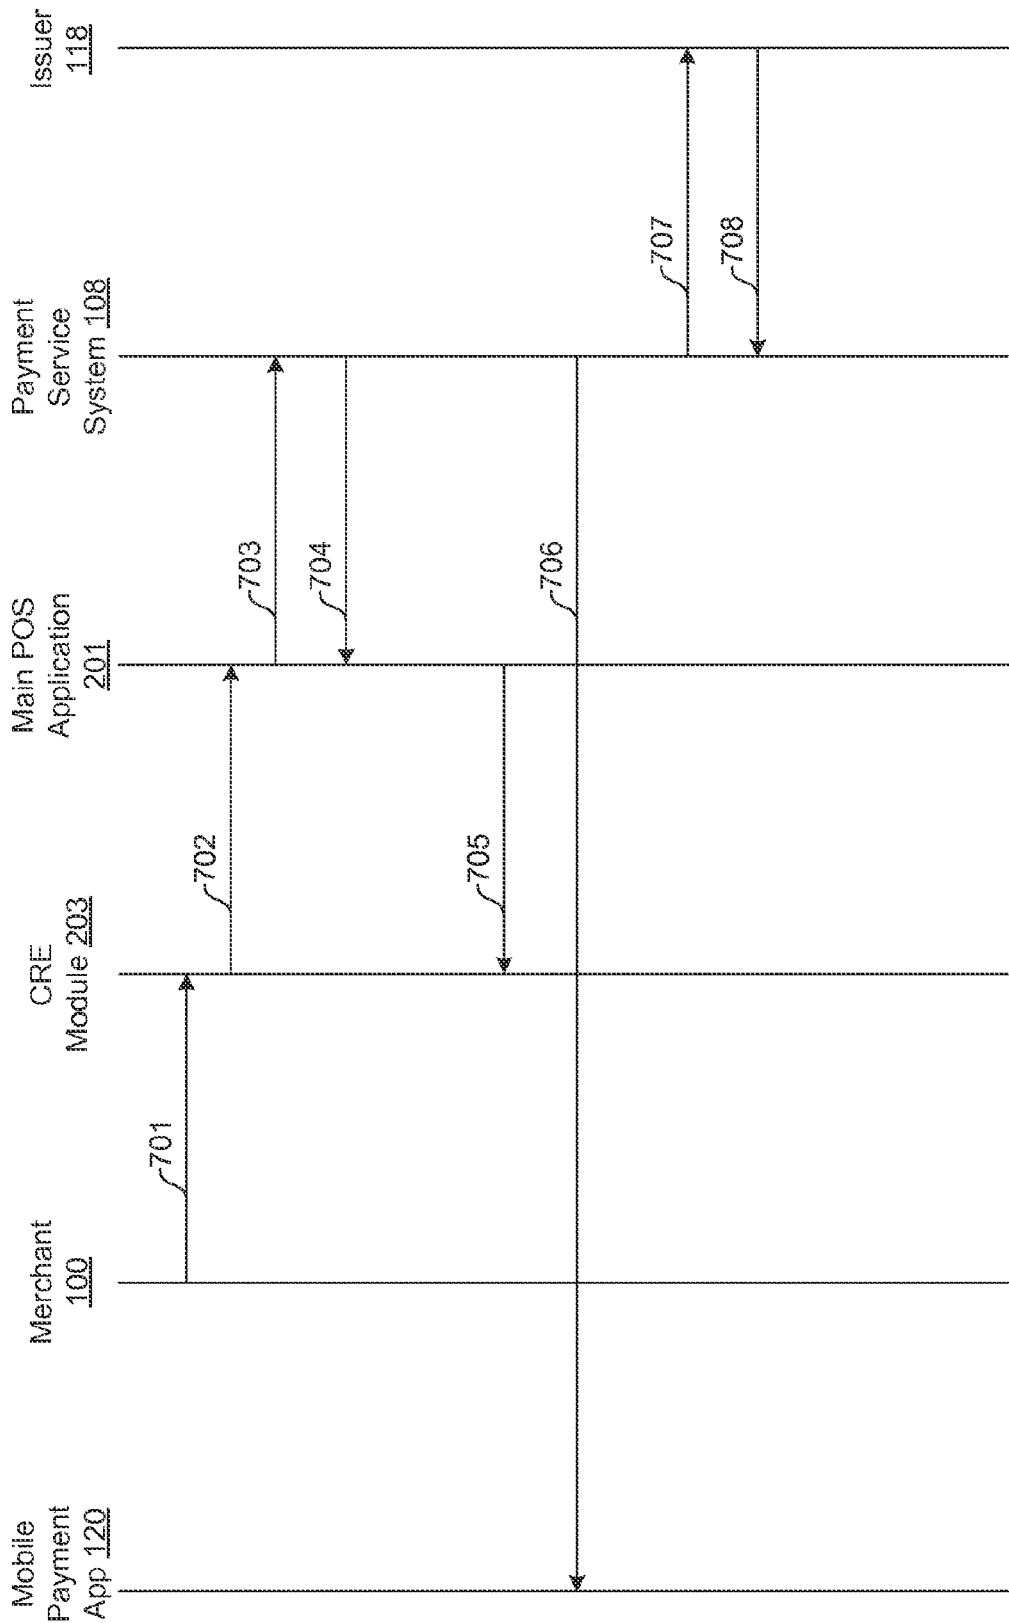 Mobile
Payment
App 120
Merchant
100
CRE
Module 203
Main POS
Application
201
Payment
Service
System 108
Issuer
118
701
702
703
704
705
706
707
708